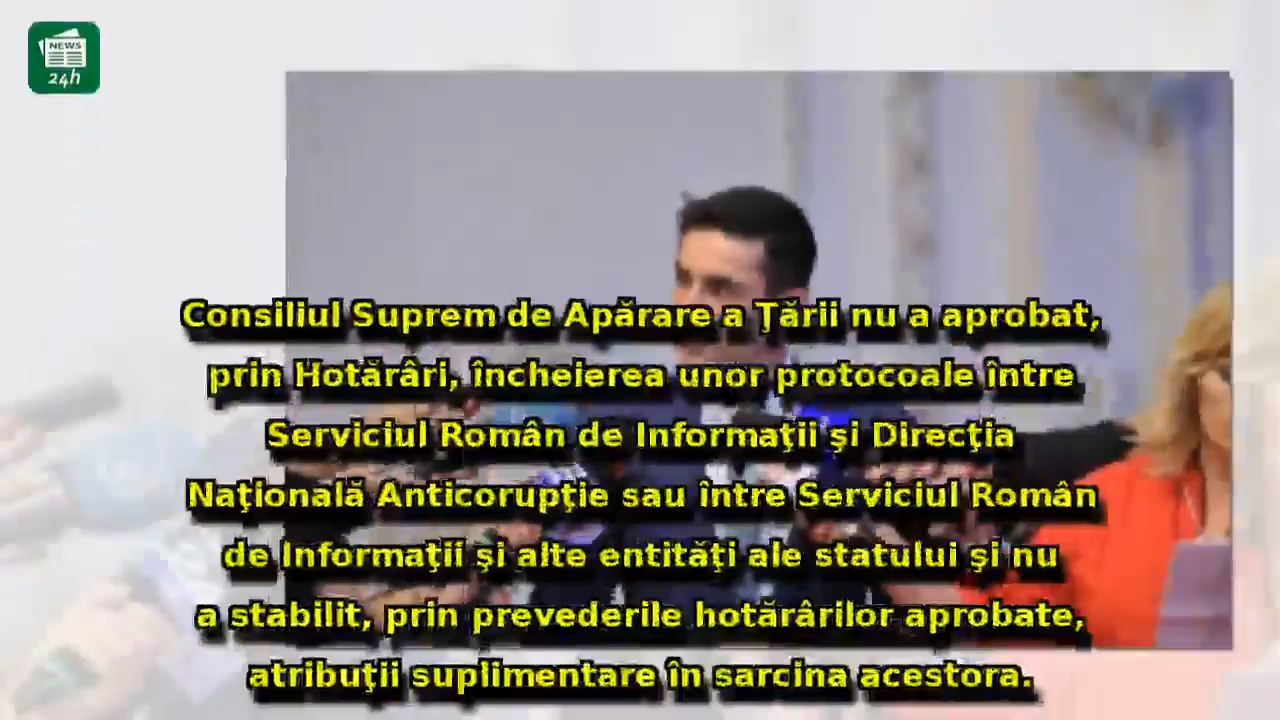 NEWS
24h
Consiliul Suprem de Apărare a Ţării nu a aprobat,
prin Hotărâri, încheierea unor protocoale între
Serviciul Român de Informaţii şi Direcţia
Naţională Anticorupţie sau între Serviciul Român
de Informaţii şi alte entităţi ale statului şi nu
a stabilit, prin prevederile hotărârilor aprobate,
atribuţii suplimentare în sarcina acestora.